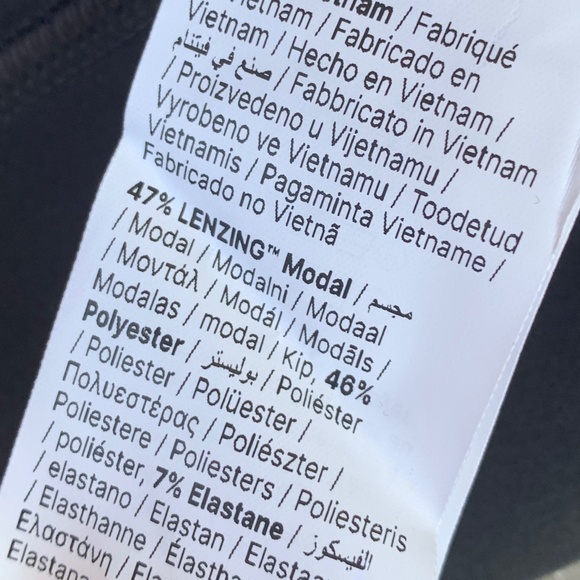 Vietnam / Fabriqué
Vietnam / Fabricado en
Vietnam / Hecho en Vietnam /
صنع في فيتنام / Fabbricato in Vietnam
/ Proizvedeno u Vijetnamu /
Vyrobeno ve Vietnamu / Toodetud
Vietnamis / Pagaminta Vietname /
Fabricado no Vietnã
47% LENZING™ Modal / مجسم
/ Modal / Modalni / Modaal
/ Μοντάλ / Modál / Modāls /
Modalas / modal / Kip, 46%
Polyester / بوليستر / Poliéster
/ Poliester / Polüester /
Πολυεστέρας / Poliészter /
Poliestere / Poliesters / Poliesteris
/ poliéster, 7% Elastane / الفيسكوز
/ elastano / Elastan /
/ Elasthanne /
Ελαστάνη /
Elastana